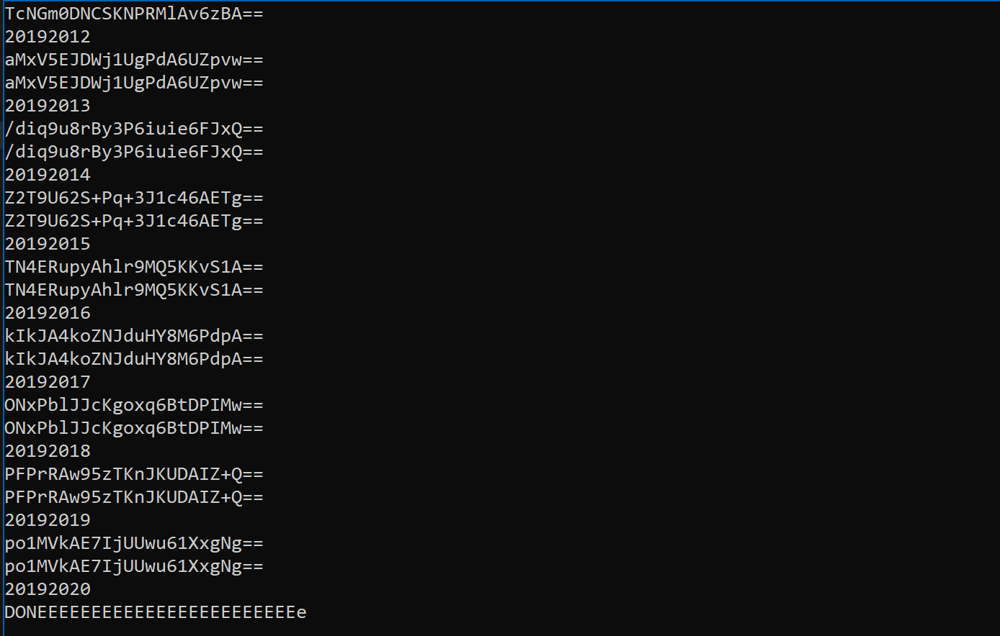 TcNGm0DNCSKNPRMlAv6zBA==
20192012
aMxV5EJDWj1UgPdA6UZpvw==
aMxV5EJDWj1UgPdA6UZpvw==
20192013
/diq9u8rBy3P6iuie6FJxQ==
/diq9u8rBy3P6iuie6FJxQ==
20192014
Z2T9U62S+Pq+3J1c46AETg==
Z2T9U62S+Pq+3J1c46AETg==
20192015
TN4ERupyAhlr9MQ5KKvS1A==
TN4ERupyAhlr9MQ5KKvS1A==
20192016
kIkJA4koZNJduHY8M6PdpA==
kIkJA4koZNJduHY8M6PdpA==
20192017
ONxPblJJcKgoxq6BtDPIMw==
ONxPblJJcKgoxq6BtDPIMw==
20192018
PFPrRAw95zTKnJKUDAIZ+Q==
PFPrRAw95zTKnJKUDAIZ+Q==
20192019
po1MVkAE7IjUUwu61XxgNg==
po1MVkAE7IjUUwu61XxgNg==
20192020
DONEEEEEEEEEEEEEEEEEEEEEEEEe